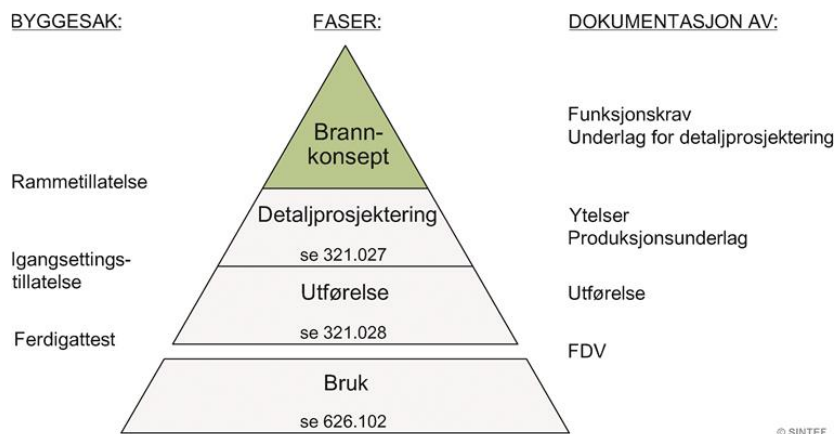 BYGGESAK:
FASER:
DOKUMENTASJON AV:
Brann-
konsept
Funksjonskrav
Underlag for detaljprosjektering
Rammetillatelse
Detaljprosjektering
se 321.027
Ytelser
Produksjonsunderlag
Igangsettings-
tillatelse
Utførelse
se 321.028
Utførelse
Ferdigattest
FDV
Bruk
se 626.102
© SINTEF